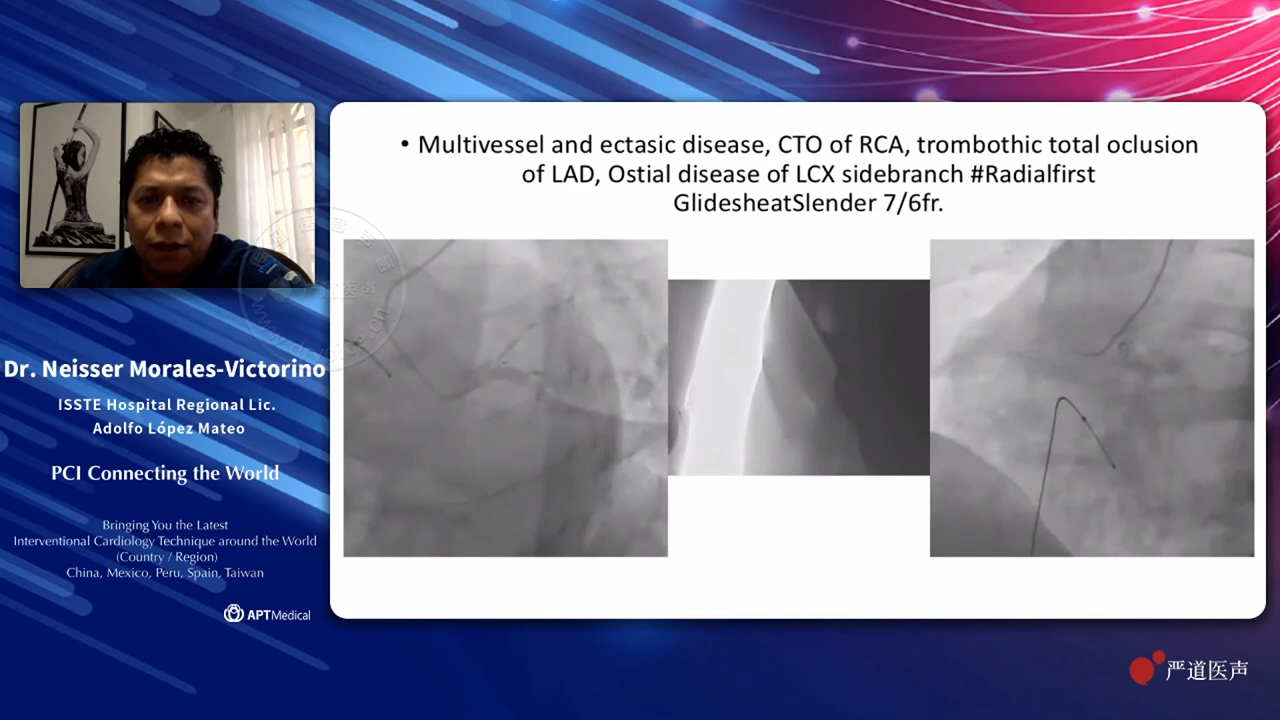 • Multivessel and ectasic disease, CTO of RCA, trombothic total oclusion
of LAD, Ostial disease of LCX sidebranch #Radialfirst
GlidesheatSlender 7/6fr.
Dr. Neisser Morales-Victorino
ISSTE Hospital Regional Lic.
Adolfo López Mateo
PCI Connecting the World
Bringing You the Latest
Interventional Cardiology Technique around the World
(Country / Region)
China, Mexico, Peru, Spain, Taiwan
APTMedical
严道医声